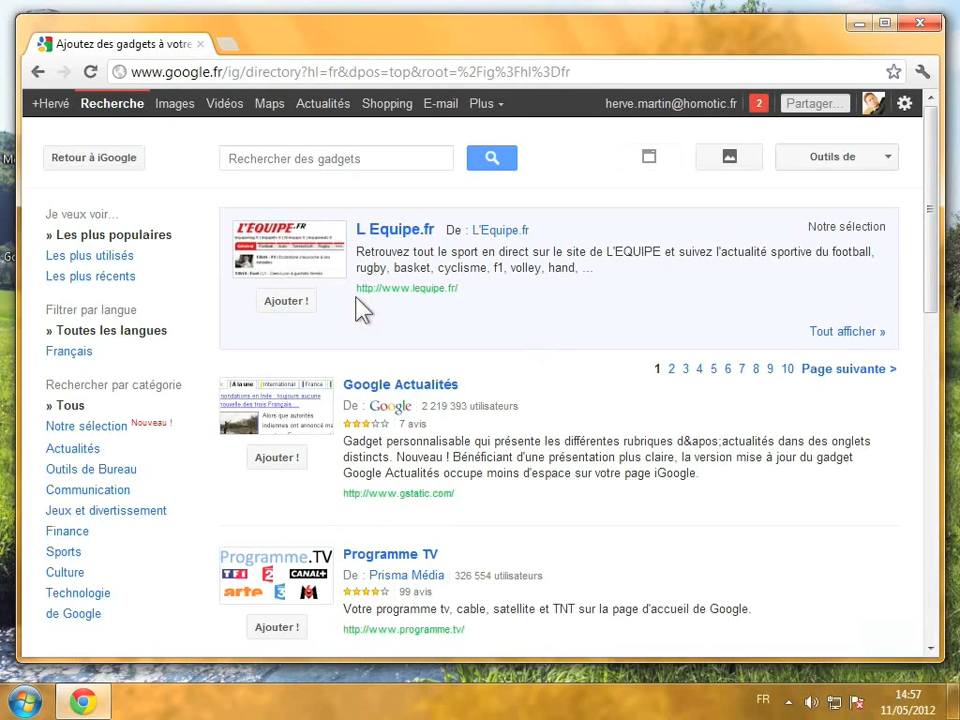 Ajoutez des gadgets à votre
www.google.fr/ig/directory?hl=fr&dpos=top&root=%2Fig%3Fhl%3Dfr
+Hervé Recherche Images Vidéos Maps Actualités Shopping E-mail Plus herve.martin@homotic.fr 2 Partager...
Retour à iGoogle Rechercher des gadgets Outils de
Je veux voir...
» Les plus populaires
Les plus utilisés
Les plus récents
Filtrer par langue
» Toutes les langues
Français
Rechercher par catégorie
» Tous
Notre sélection Nouveau !
Actualités
Outils de Bureau
Communication
Jeux et divertissement
Finance
Sports
Culture
Technologie
de Google
L'EQUIPE.FR
Ajouter !
L Equipe.fr De : L'Equipe.fr Notre sélection
Retrouvez tout le sport en direct sur le site de L'EQUIPE et suivez l'actualité sportive du football,
rugby, basket, cyclisme, f1, volley, hand, ...
http://www.lequipe.fr/
Tout afficher »
1 2 3 4 5 6 7 8 9 10 Page suivante >
A la une International France
Ajouter !
Google Actualités
De : Google 2 219 393 utilisateurs
7 avis
Gadget personnalisable qui présente les différentes rubriques d&apos;actualités dans des onglets
distincts. Nouveau ! Bénéficiant d'une présentation plus claire, la version mise à jour du gadget
Google Actualités occupe moins d'espace sur votre page iGoogle.
http://www.gstatic.com/
Programme.TV
TF1 2 CANAL+
arte 3 M
Ajouter !
Programme TV
De : Prisma Média 326 554 utilisateurs
99 avis
Votre programme tv, cable, satellite et TNT sur la page d'accueil de Google.
http://www.programme.tv/
FR 14:57
11/05/2012